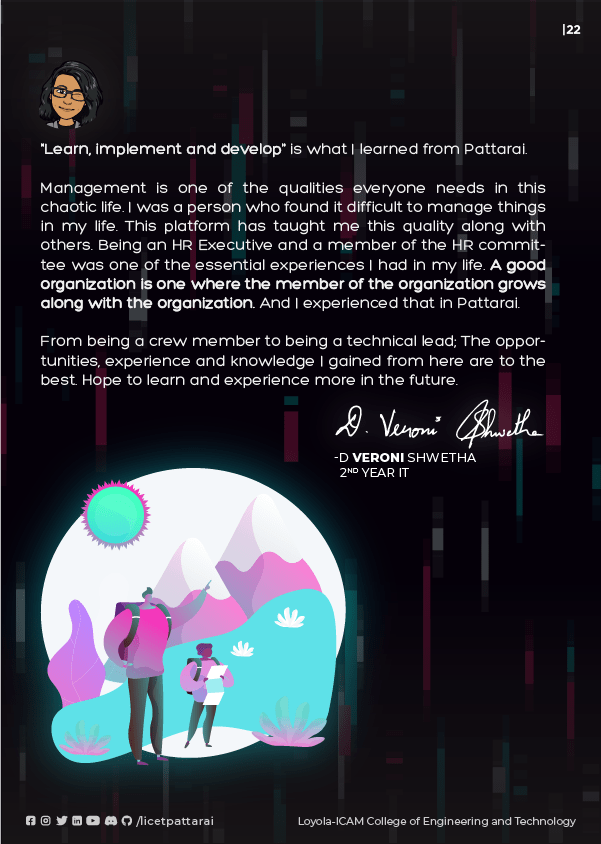 |22
"Learn, implement and develop" is what I learned from Pattarai.
Management is one of the qualities everyone needs in this
chaotic life. I was a person who found it difficult to manage things
in my life. This platform has taught me this quality along with
others. Being an HR Executive and a member of the HR commit-
tee was one of the essential experiences I had in my life. A good
organization is one where the member of the organization grows
along with the organization. And I experienced that in Pattarai.
From being a crew member to being a technical lead; The oppor-
tunities, experience and knowledge I gained from here are to the
best. Hope to learn and experience more in the future.
D. Veroni Shwetha
-D VERONI SHWETHA
2ND YEAR IT
/licetpattarai
Loyola-ICAM College of Engineering and Technology